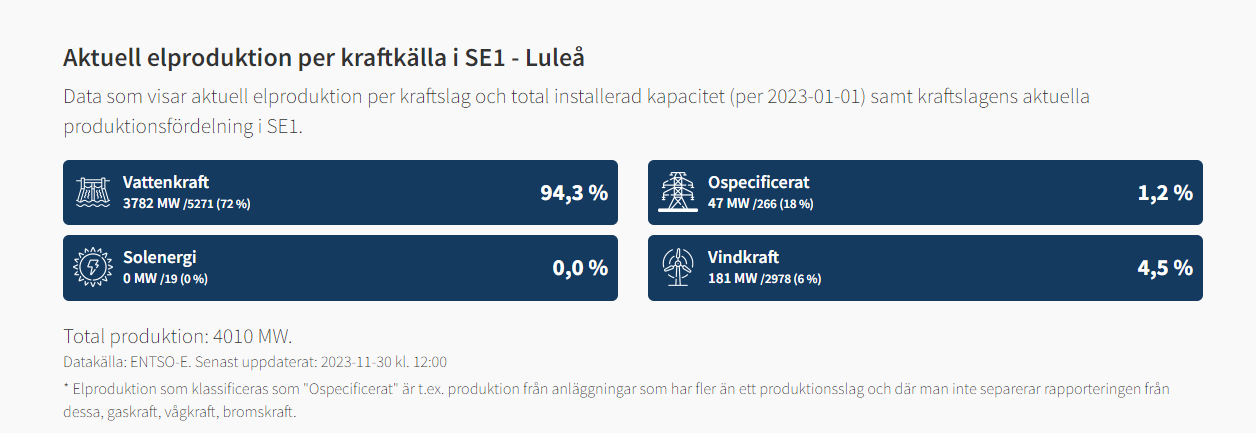 Aktuell elproduktion per kraftkälla i SE1 - Luleå
Data som visar aktuell elproduktion per kraftslag och total installerad kapacitet (per 2023-01-01) samt kraftslagens aktuella
produktionsfördelning i SE1.
Vattenkraft
3782 MW /5271 (72 %)
94,3 %
Ospecificerat
47 MW /266 (18 %)
1,2 %
Solenergi
0 MW /19 (0 %)
0,0 %
Vindkraft
181 MW /2978 (6 %)
4,5 %
Total produktion: 4010 MW.
Datakälla: ENTSO-E. Senast uppdaterat: 2023-11-30 kl. 12:00
* Elproduktion som klassificeras som "Ospecificerat" är t.ex. produktion från anläggningar som har fler än ett produktionsslag och där man inte separerar rapporteringen från
dessa, gaskraft, vågkraft, bromskraft.